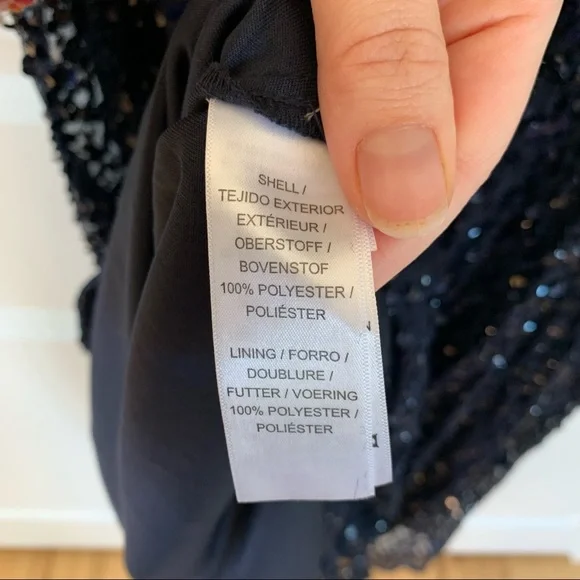 SHELL /
TEJIDO EXTERIOR
EXTÉRIEUR /
OBERSTOFF /
BOVENSTOF
100% POLYESTER /
POLIÉSTER
LINING / FORRO /
DOUBLURE /
FUTTER / VOERING
100% POLYESTER /
POLIÉSTER